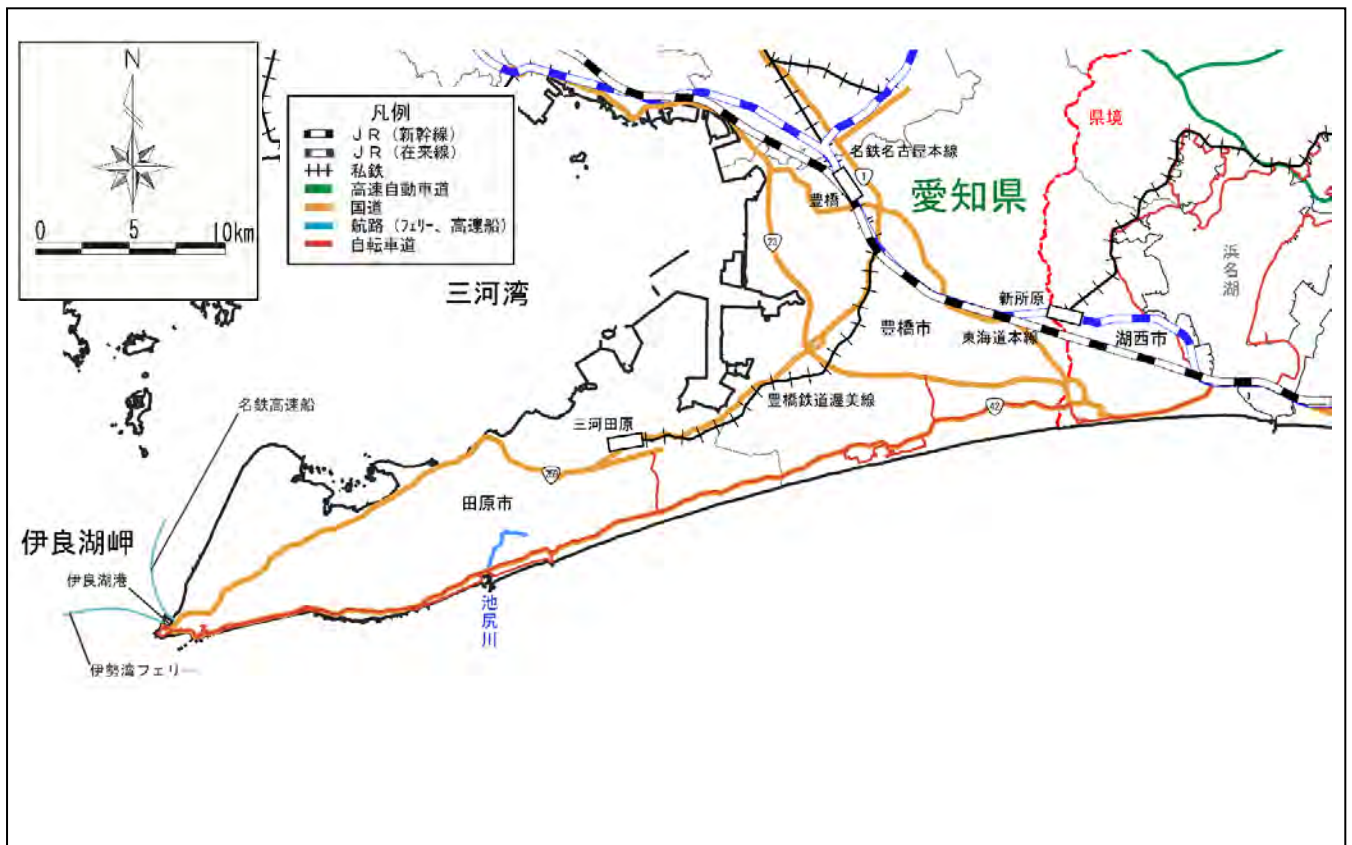 N
0 5 10km
凡例
JR（新幹線）
JR（在来線）
私鉄
高速自動車道
国道
航路（フェリー、高速船）
自転車道
県境
名鉄名古屋本線
1
愛知県
豊橋
23
浜名湖
三河湾
新所原
豊橋市
東海道本線
湖西市
名鉄高速船
豊橋鉄道渥美線
42
三河田原
田原市
伊良湖岬
伊良湖港
池尻川
伊勢湾フェリー